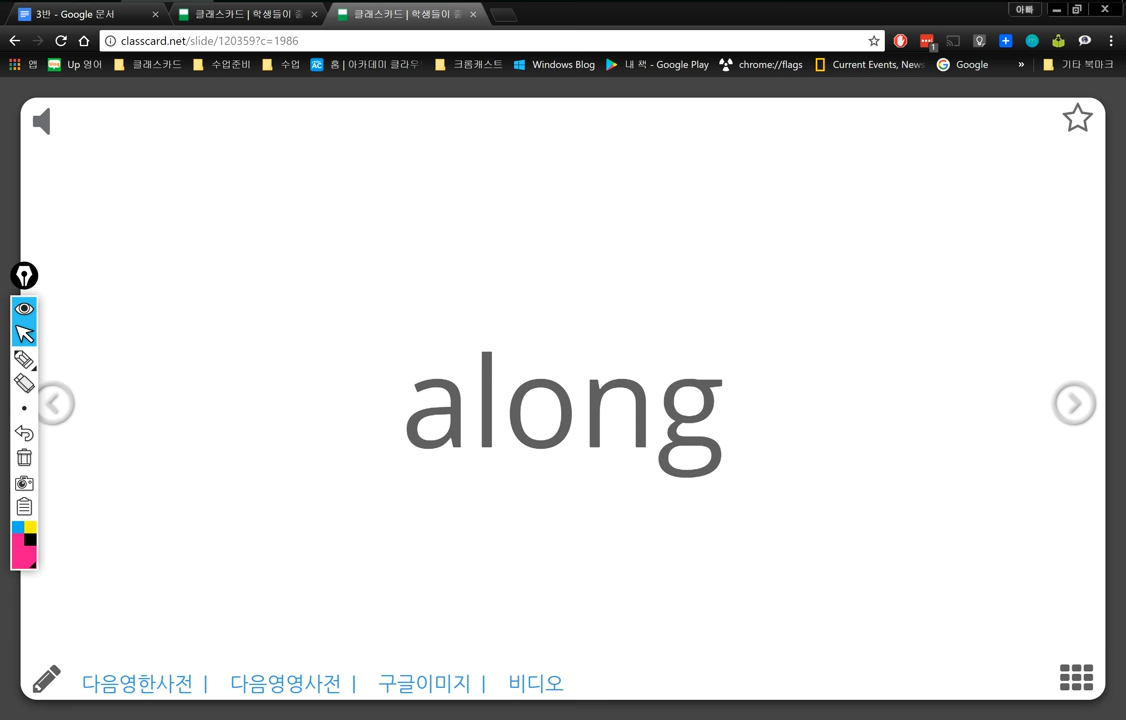 3반 - Google 문서
클래스카드 | 학생들이 줄
클래스카드 | 학생들이 줄
아빠
classcard.net/slide/120359?c=1986
앱
Up 영어
클래스카드
수업준비
수업
홈 | 아카데미 클라우
크롬캐스트
Windows Blog
내 책 - Google Play
chrome://flags
Current Events, News
Google
»
기타 북마크
along
다음영한사전 | 다음영영사전 | 구글이미지 | 비디오